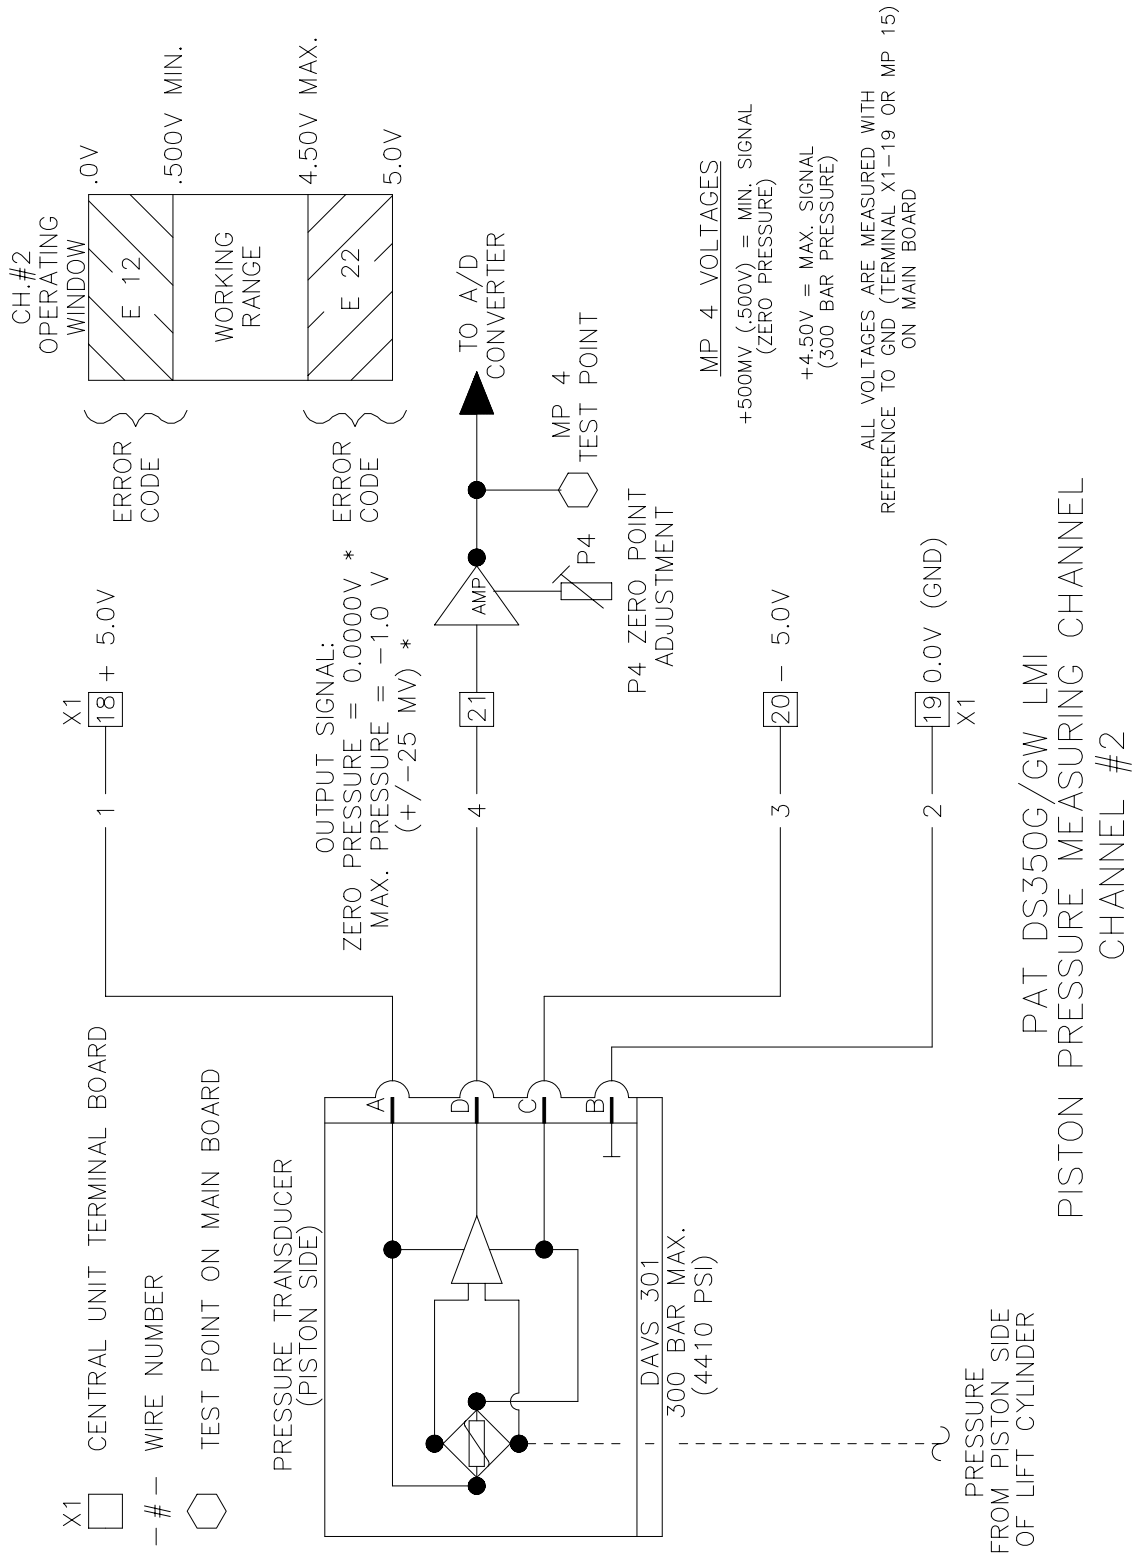 X1
CENTRAL UNIT TERMINAL BOARD
-#- WIRE NUMBER
TEST POINT ON MAIN BOARD
PRESSURE TRANSDUCER
(PISTON SIDE)
A
D
C
B
DAVS 301
300 BAR MAX.
(4410 PSI)
PRESSURE
FROM PISTON SIDE
OF LIFT CYLINDER
1
X1
18 + 5.0V
OUTPUT SIGNAL:
ZERO PRESSURE = 0.0000V *
MAX. PRESSURE = -1.0 V
(+/-25 MV) *
4
21
AMP
P4
P4 ZERO POINT
ADJUSTMENT
MP 4
TEST POINT
TO A/D
CONVERTER
3
20 - 5.0V
2
19 0.0V (GND)
X1
CH.#2
OPERATING
WINDOW
ERROR
CODE
E 12
.0V
.500V MIN.
WORKING
RANGE
ERROR
CODE
E 22
4.50V MAX.
5.0V
MP 4 VOLTAGES
+500MV (.500V) = MIN. SIGNAL
(ZERO PRESSURE)
+4.50V = MAX. SIGNAL
(300 BAR PRESSURE)
ALL VOLTAGES ARE MEASURED WITH
REFERENCE TO GND (TERMINAL X1-19 OR MP 15)
ON MAIN BOARD
PAT DS350G/GW LMI
PISTON PRESSURE MEASURING CHANNEL
CHANNEL #2